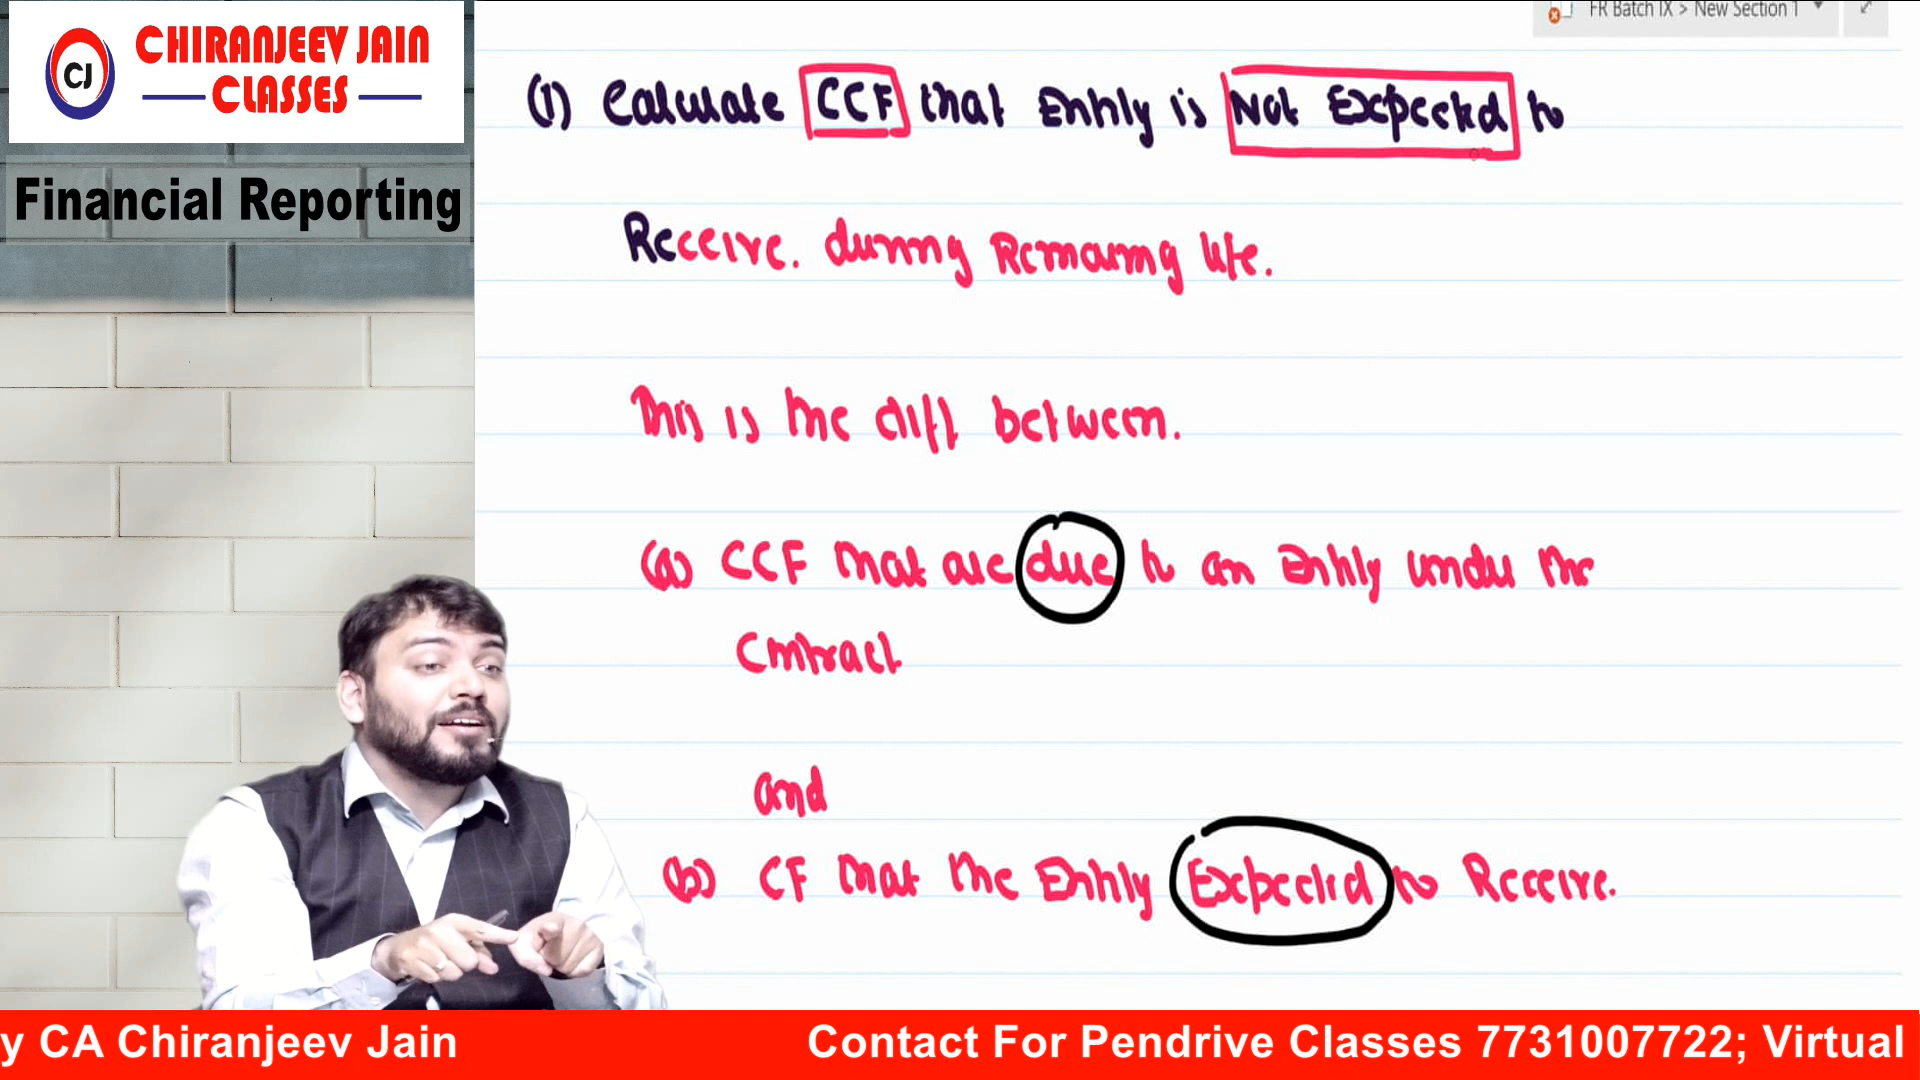 CHIRANJEEV JAIN
CJ
CLASSES
Financial Reporting
FR Batch IX > New Section 1
(1) Calculate CCF that Entity is Not Expected to
Receive. during Remaining life.
This is the diff between.
(a) CCF that are due to an Entity under the
Contract
and
(b) CF that the Entity Expected to Receive.
y CA Chiranjeev Jain
Contact For Pendrive Classes 7731007722; Virtual